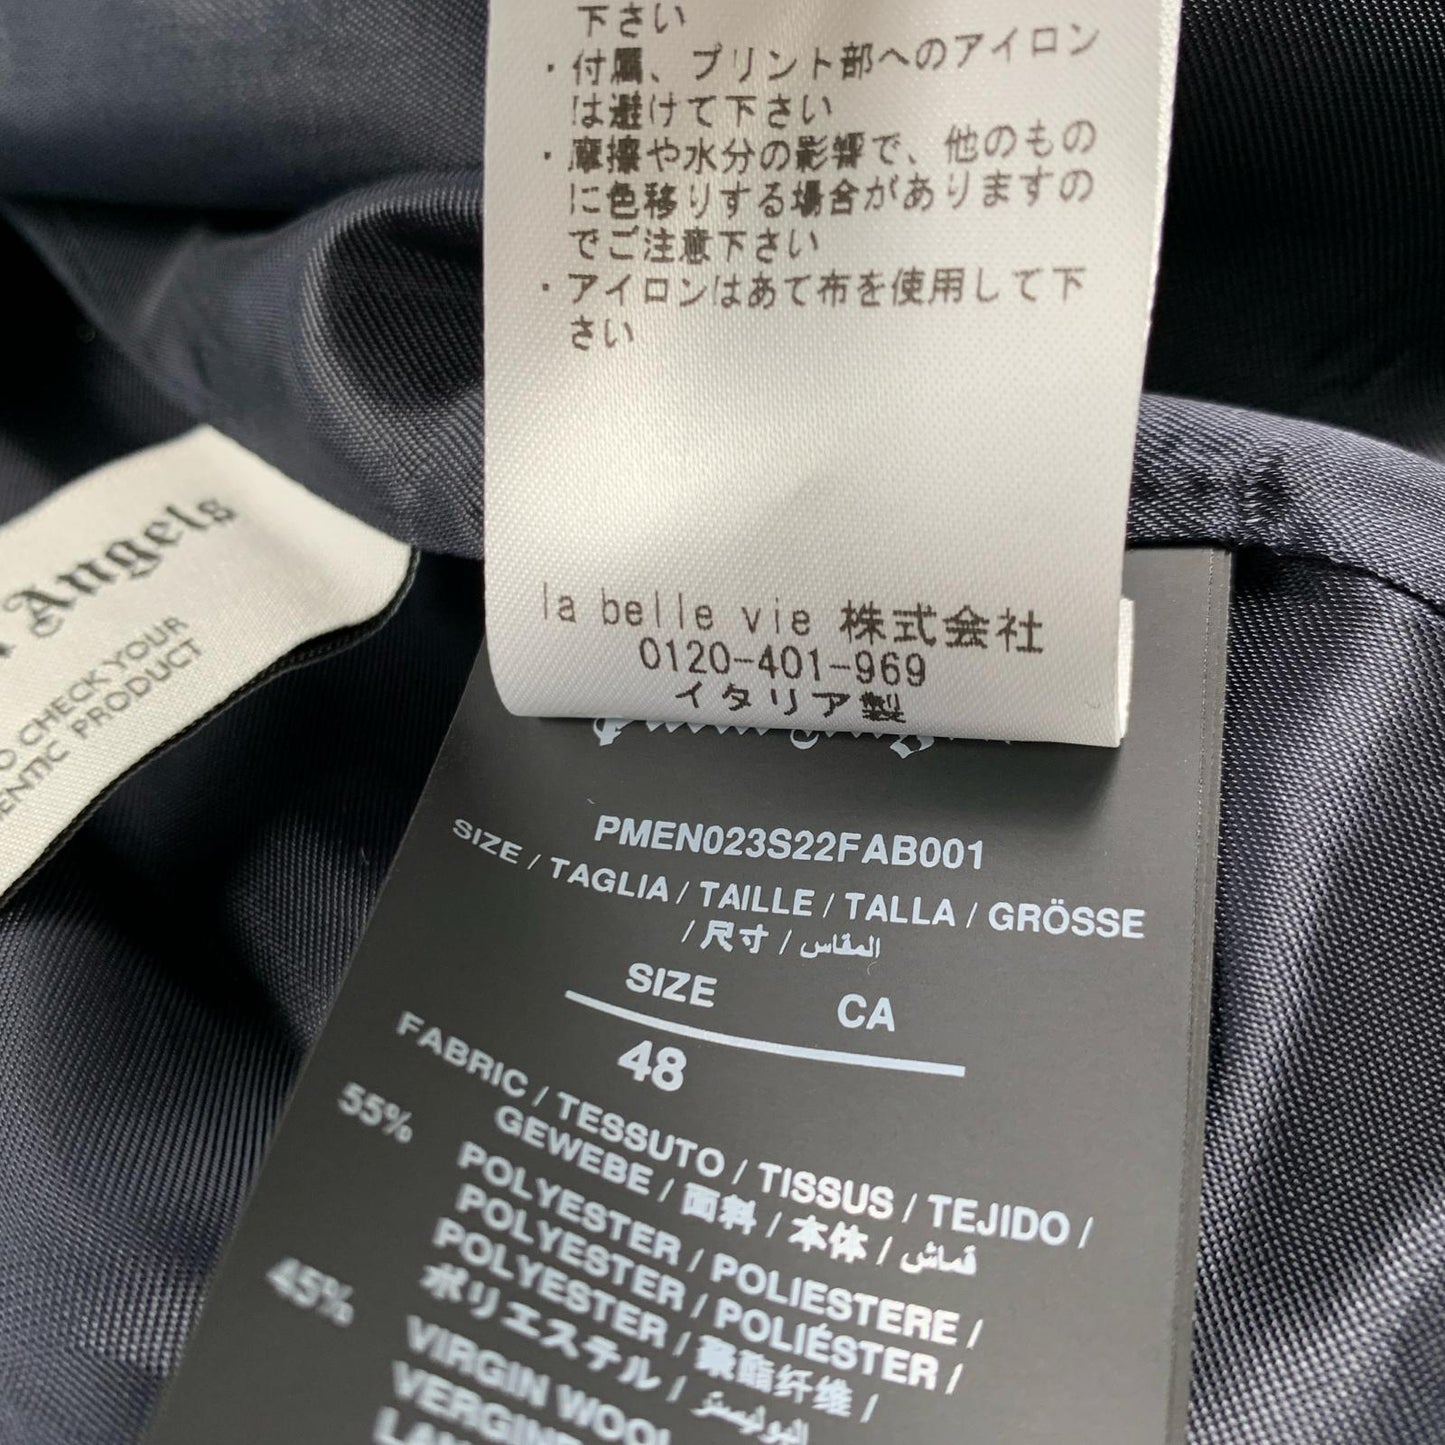 下さい
・付属、プリント部へのアイロン
は避けて下さい
・摩擦や水分の影響で、他のもの
に色移りする場合がありますの
でご注意下さい
・アイロンはあて布を使用して下
さい
la belle vie 株式会社
0120-401-969
イタリア製
Angels
TO CHECK YOUR
AUTHENTIC PRODUCT
PMEN023S22FAB001
SIZE / TAGLIA / TAILLE / TALLA / GRÖSSE
/ 尺寸 / المقاس
SIZE CA
48
FABRIC / TESSUTO / TISSUS / TEJIDO /
GEWEBE / 面料 / 本体 / قماش
55% POLYESTER / POLIESTERE /
POLYESTER / POLIÉSTER /
POLYESTER / 聚酯纤维 /
ポリエステル / البوليستر
45% VIRGIN WOOL
VERGINE